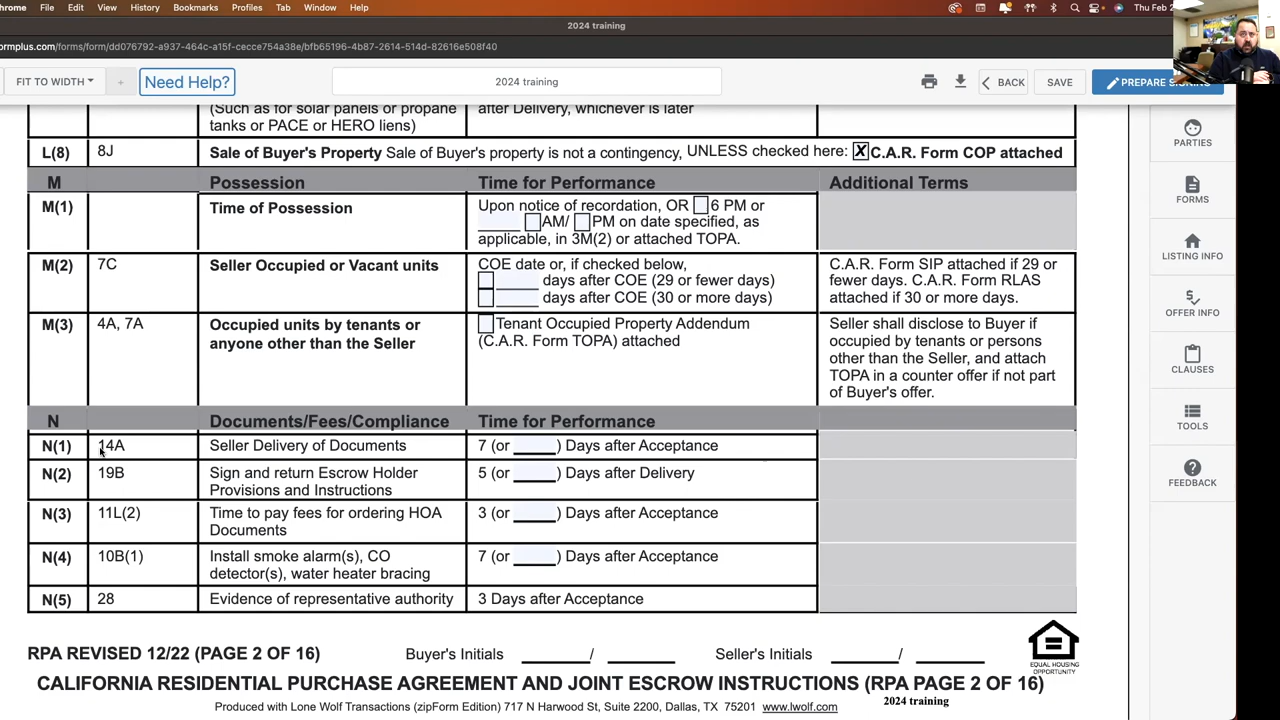 hrome File Edit View History Bookmarks Profiles Tab Window Help Thu Feb 2
2024 training
ormplus.com/forms/form/dd076792-a937-464c-a15f-cecce754a38e/bfb65196-4b87-2614-514d-82616e508f40
FIT TO WIDTH + Need Help? 2024 training BACK SAVE PREPARE SIGNING
(Such as for solar panels or propane
tanks or PACE or HERO liens)
after Delivery, whichever is later
L(8) 8J Sale of Buyer's Property Sale of Buyer's property is not a contingency, UNLESS checked here: X C.A.R. Form COP attached
M Possession Time for Performance Additional Terms
M(1) Time of Possession
Upon notice of recordation, OR 6 PM or
AM/ PM on date specified, as
applicable, in 3M(2) or attached TOPA.
M(2) 7C Seller Occupied or Vacant units
COE date or, if checked below,
days after COE (29 or fewer days)
days after COE (30 or more days)
C.A.R. Form SIP attached if 29 or
fewer days. C.A.R. Form RLAS
attached if 30 or more days.
M(3) 4A, 7A Occupied units by tenants or
anyone other than the Seller
Tenant Occupied Property Addendum
(C.A.R. Form TOPA) attached
Seller shall disclose to Buyer if
occupied by tenants or persons
other than the Seller, and attach
TOPA in a counter offer if not part
of Buyer's offer.
N Documents/Fees/Compliance Time for Performance
N(1) 14A Seller Delivery of Documents 7 (or ____) Days after Acceptance
N(2) 19B Sign and return Escrow Holder
Provisions and Instructions
5 (or ____) Days after Delivery
N(3) 11L(2) Time to pay fees for ordering HOA
Documents
3 (or ____) Days after Acceptance
N(4) 10B(1) Install smoke alarm(s), CO
detector(s), water heater bracing
7 (or ____) Days after Acceptance
N(5) 28 Evidence of representative authority 3 Days after Acceptance
RPA REVISED 12/22 (PAGE 2 OF 16) Buyer's Initials ____ / ____ Seller's Initials ____ / ____
EQUAL HOUSING
OPPORTUNITY
CALIFORNIA RESIDENTIAL PURCHASE AGREEMENT AND JOINT ESCROW INSTRUCTIONS (RPA PAGE 2 OF 16)
Produced with Lone Wolf Transactions (zipForm Edition) 717 N Harwood St, Suite 2200, Dallas, TX 75201 www.lwolf.com 2024 training
PARTIES
FORMS
LISTING INFO
OFFER INFO
CLAUSES
TOOLS
FEEDBACK